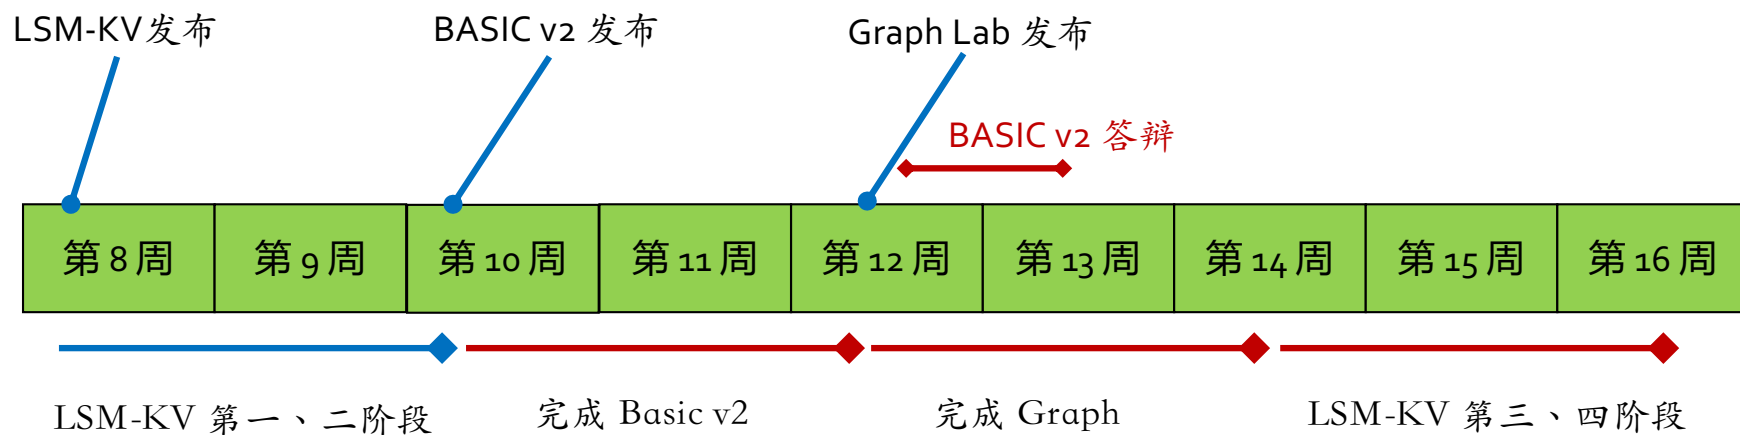 LSM-KV发布
BASIC v2 发布
Graph Lab 发布
BASIC v2 答辩
第 8 周
第 9 周
第 10 周
第 11 周
第 12 周
第 13 周
第 14 周
第 15 周
第 16 周
LSM-KV 第一、二阶段
完成 Basic v2
完成 Graph
LSM-KV 第三、四阶段